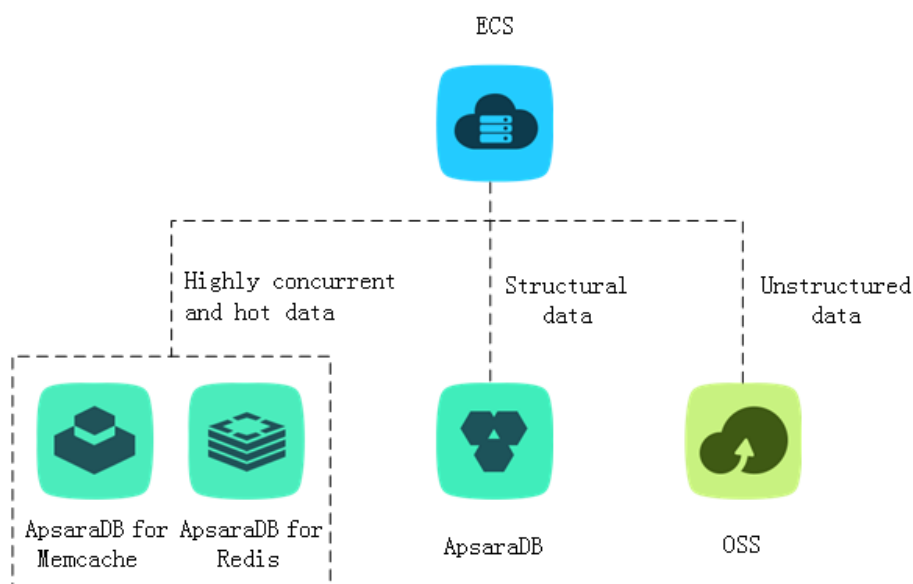 ECS
Highly concurrent
and hot data
Structural
data
Unstructured
data
ApsaraDB for
Memcache
ApsaraDB for
Redis
ApsaraDB
OSS